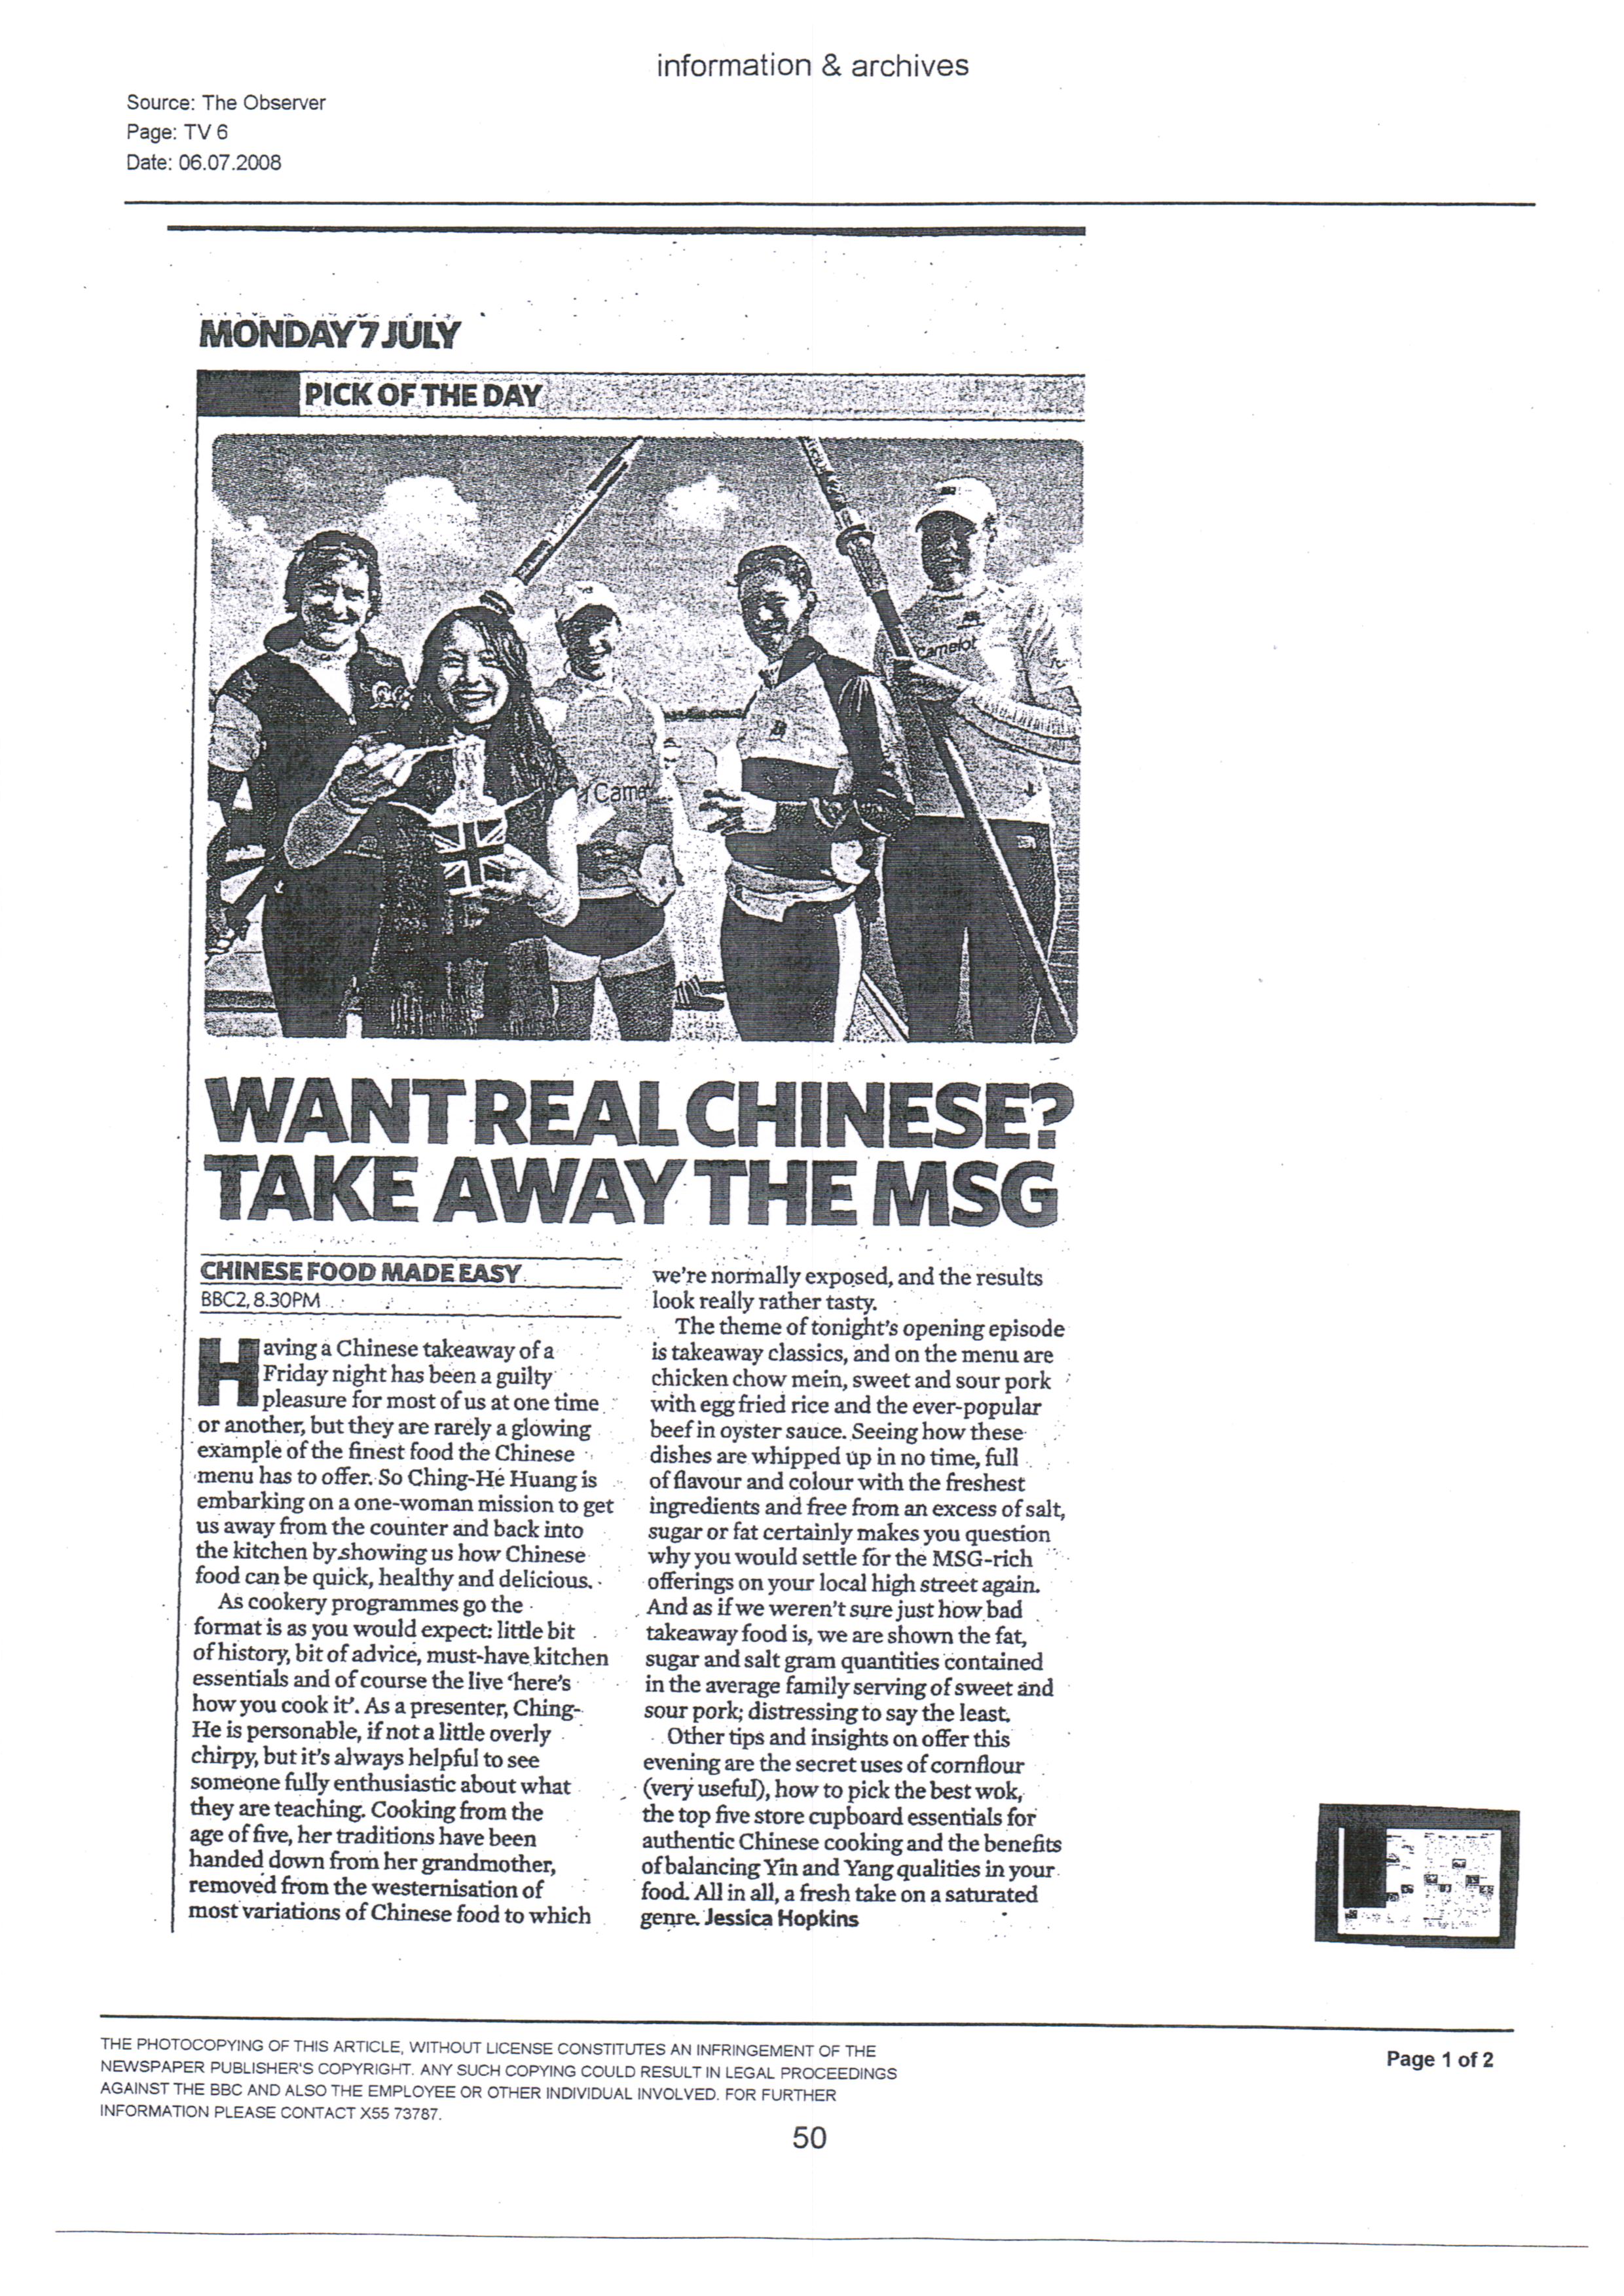 information & archives
Source: The Observer
Page: TV 6
Date: 06.07.2008
MONDAY 7 JULY
PICK OF THE DAY
Camelot
Came
WANT REAL CHINESE?
TAKE AWAY THE MSG
CHINESE FOOD MADE EASY
BBC2, 8.30PM
Having a Chinese takeaway of a
Friday night has been a guilty
pleasure for most of us at one time
or another, but they are rarely a glowing
example of the finest food the Chinese
menu has to offer. So Ching-He Huang is
embarking on a one-woman mission to get
us away from the counter and back into
the kitchen by showing us how Chinese
food can be quick, healthy and delicious.
As cookery programmes go the
format is as you would expect: little bit
of history, bit of advice, must-have kitchen
essentials and of course the live ‘here’s
how you cook it’. As a presenter, Ching-
He is personable, if not a little overly
chirpy, but it’s always helpful to see
someone fully enthusiastic about what
they are teaching. Cooking from the
age of five, her traditions have been
handed down from her grandmother,
removed from the westernisation of
most variations of Chinese food to which
we’re normally exposed, and the results
look really rather tasty.
The theme of tonight’s opening episode
is takeaway classics, and on the menu are
chicken chow mein, sweet and sour pork
with egg fried rice and the ever-popular
beef in oyster sauce. Seeing how these
dishes are whipped up in no time, full
of flavour and colour with the freshest
ingredients and free from an excess of salt,
sugar or fat certainly makes you question
why you would settle for the MSG-rich
offerings on your local high street again.
And as if we weren’t sure just how bad
takeaway food is, we are shown the fat,
sugar and salt gram quantities contained
in the average family serving of sweet and
sour pork; distressing to say the least.
Other tips and insights on offer this
evening are the secret uses of cornflour
(very useful), how to pick the best wok,
the top five store cupboard essentials for
authentic Chinese cooking and the benefits
of balancing Yin and Yang qualities in your
food. All in all, a fresh take on a saturated
genre. Jessica Hopkins
THE PHOTOCOPYING OF THIS ARTICLE, WITHOUT LICENSE CONSTITUTES AN INFRINGEMENT OF THE
NEWSPAPER PUBLISHER'S COPYRIGHT. ANY SUCH COPYING COULD RESULT IN LEGAL PROCEEDINGS
AGAINST THE BBC AND ALSO THE EMPLOYEE OR OTHER INDIVIDUAL INVOLVED. FOR FURTHER
INFORMATION PLEASE CONTACT X55 73787.
Page 1 of 2
50